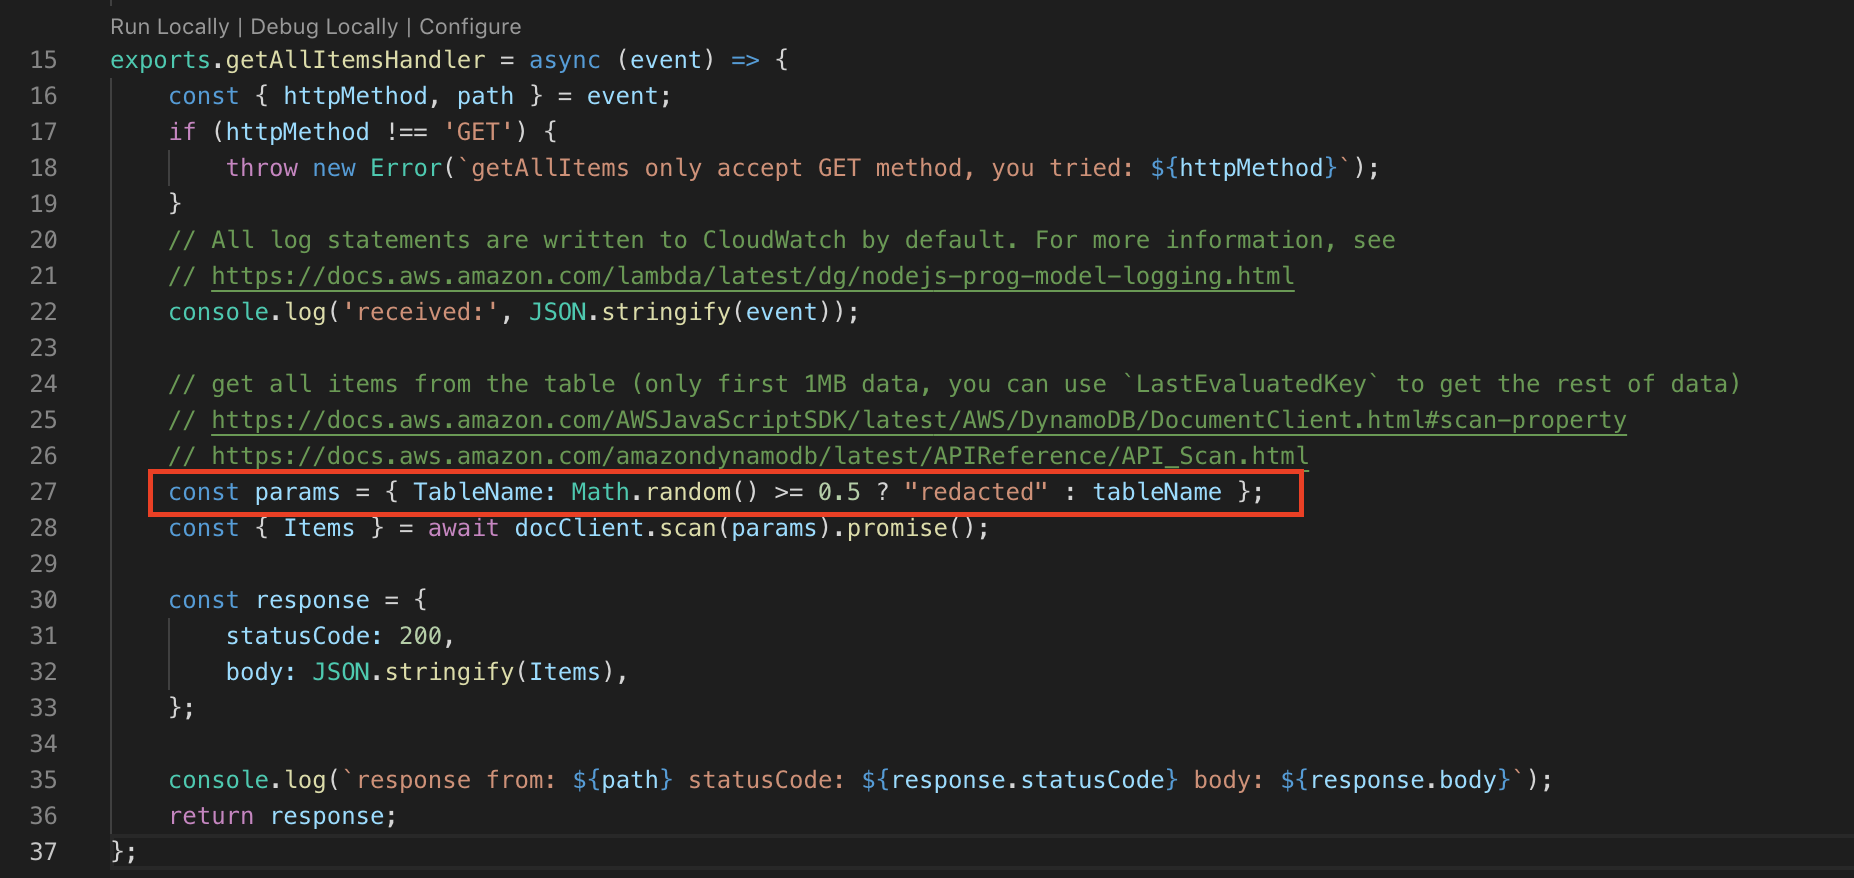 Run Locally | Debug Locally | Configure
15 exports.getAllItemsHandler = async (event) => {
16     const { httpMethod, path } = event;
17     if (httpMethod !== 'GET') {
18         throw new Error(`getAllItems only accept GET method, you tried: ${httpMethod}`);
19     }
20     // All log statements are written to CloudWatch by default. For more information, see
21     // https://docs.aws.amazon.com/lambda/latest/dg/nodejs-prog-model-logging.html
22     console.log('received:', JSON.stringify(event));
23
24     // get all items from the table (only first 1MB data, you can use `LastEvaluatedKey` to get the rest of data)
25     // https://docs.aws.amazon.com/AWSJavaScriptSDK/latest/AWS/DynamoDB/DocumentClient.html#scan-property
26     // https://docs.aws.amazon.com/amazondynamodb/latest/APIReference/API_Scan.html
27     const params = { TableName: Math.random() >= 0.5 ? "redacted" : tableName };
28     const { Items } = await docClient.scan(params).promise();
29
30     const response = {
31         statusCode: 200,
32         body: JSON.stringify(Items),
33     };
34
35     console.log(`response from: ${path} statusCode: ${response.statusCode} body: ${response.body}`);
36     return response;
37 };